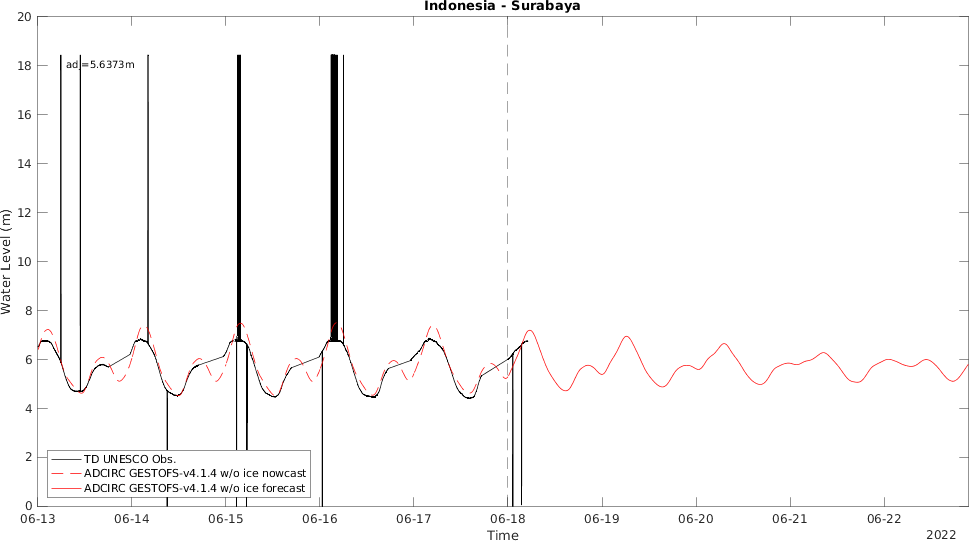 Indonesia - Surabaya
20
18
16
14
12
10
8
6
4
2
0
Water Level (m)
adj=5.6373m
TD UNESCO Obs.
ADCIRC GESTOFS-v4.1.4 w/o ice nowcast
ADCIRC GESTOFS-v4.1.4 w/o ice forecast
06-13 06-14 06-15 06-16 06-17 06-18 06-19 06-20 06-21 06-22
Time
2022